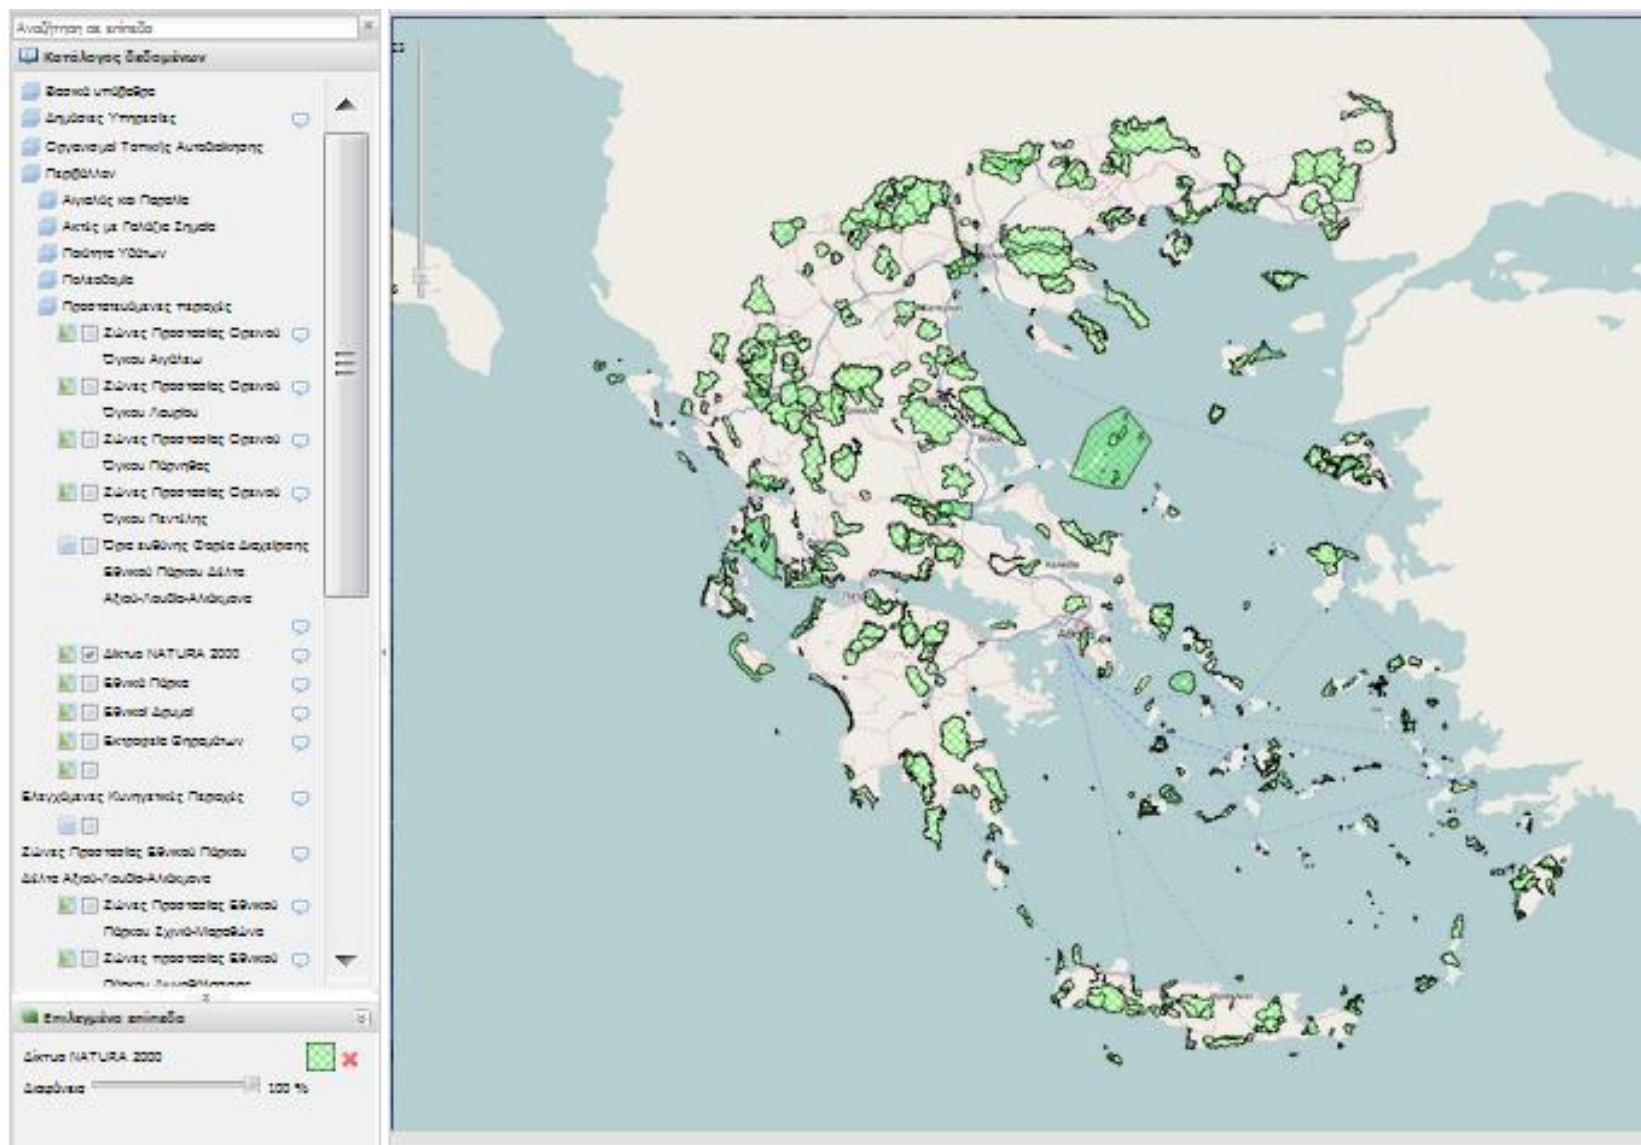 Αναζήτηση σε επίπεδα
Κατάλογος δεδομένων
Βασικά υπόβαθρα
Δημόσιες Υπηρεσίες
Οργανισμοί Τοπικής Αυτοδιοίκησης
Περιβάλλον
Αιγιαλός και Παραλία
Ακτές με Γαλάζια Σημαία
Ποιότητα Υδάτων
Πολεοδομία
Προστατευόμενες περιοχές
Ζώνες Προστασίας Ορεινού
Όγκου Αιγάλεω
Ζώνες Προστασίας Ορεινού
Όγκου Λαυρίου
Ζώνες Προστασίας Ορεινού
Όγκου Πάρνηθας
Ζώνες Προστασίας Ορεινού
Όγκου Πεντέλης
Όρια ευθύνης Φορέα Διαχείρισης
Εθνικού Πάρκου Δέλτα
Αξιού-Λουδία-Αλιάκμονα
Δίκτυο NATURA 2000
Εθνικά Πάρκα
Εθνικοί Δρυμοί
Εκτροφεία Θηραμάτων
Ελεγχόμενες Κυνηγετικές Περιοχές
Ζώνες Προστασίας Εθνικού Πάρκου
Δέλτα Αξιού-Λουδία-Αλιάκμονα
Ζώνες Προστασίας Εθνικού
Πάρκου Σχινιά-Μαραθώνα
Ζώνες προστασίας Εθνικού
Επιλεγμένα επίπεδα
Δίκτυο NATURA 2000
Διαφάνεια 100 %